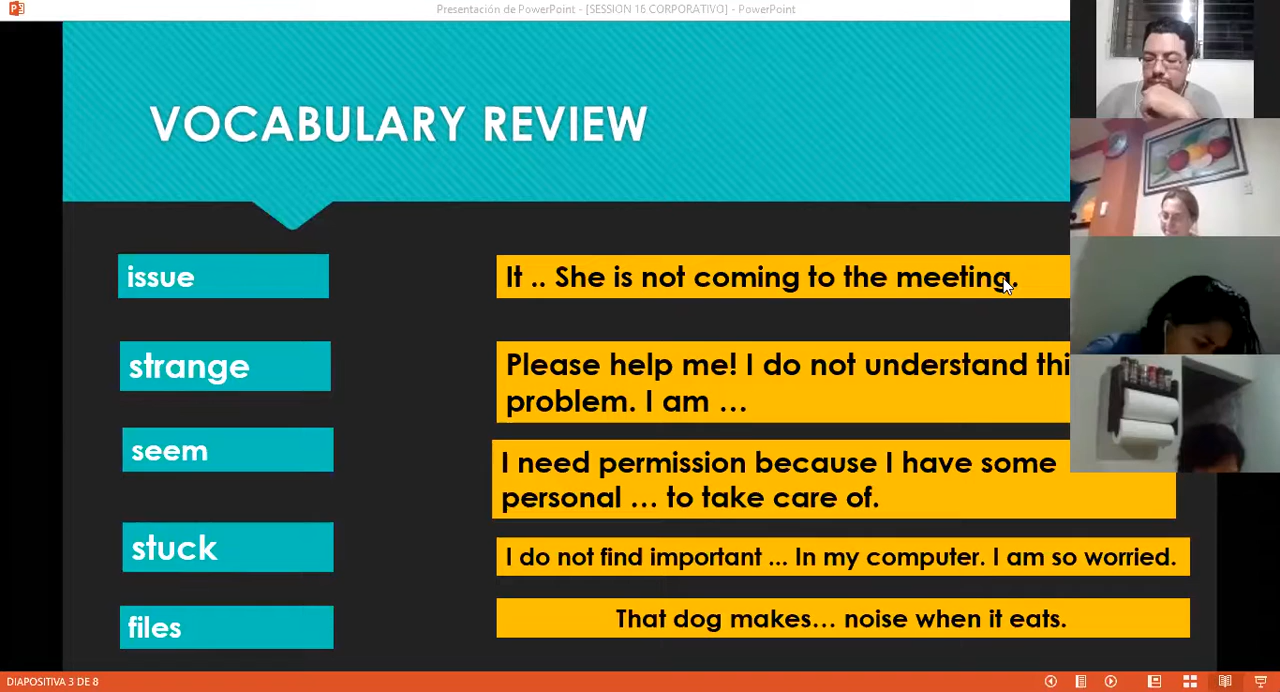 Presentación de PowerPoint - [SESSION 16 CORPORATIVO] - PowerPoint
VOCABULARY REVIEW
issue
It .. She is not coming to the meeting.
strange
Please help me! I do not understand thi
problem. I am …
seem
I need permission because I have some
personal … to take care of.
stuck
I do not find important ... In my computer. I am so worried.
files
That dog makes… noise when it eats.
DIAPOSITIVA 3 DE 8